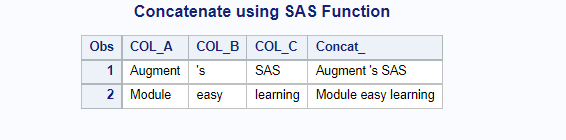 Concatenate using SAS Function
Obs COL_A COL_B COL_C Concat_
1 Augment 's SAS Augment 's SAS
2 Module easy learning Module easy learning